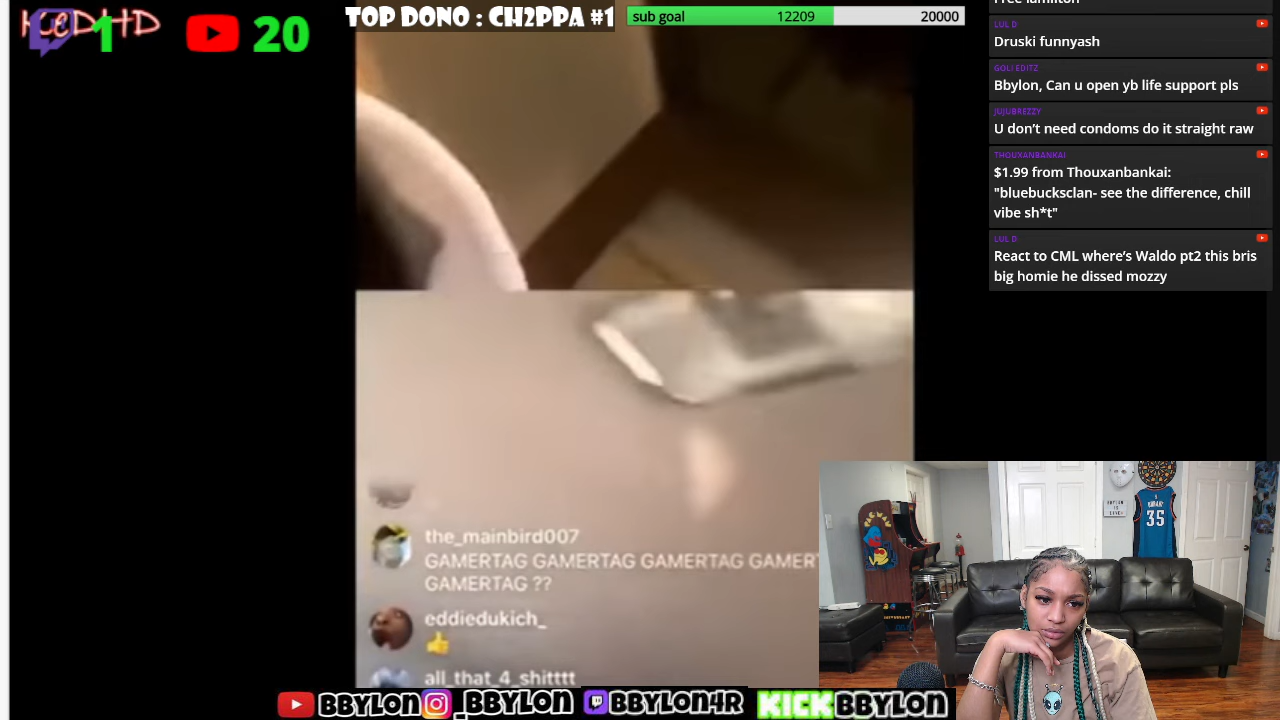 1
20
TOP DONO : CH2PPA #1
sub goal 12209 20000
LUL D
Druski funnyash
GOLI EDITZ
Bbylon, Can u open yb life support pls
JUJUBREZZY
U don't need condoms do it straight raw
THOUXANBANKAI
$1.99 from Thouxanbankai:
"bluebucksclan- see the difference, chill
vibe sh*t"
LUL D
React to CML where's Waldo pt2 this bris
big homie he dissed mozzy
the_mainbird007
GAMERTAG GAMERTAG GAMERTAG GAMER
GAMERTAG ??
eddiedukich_
👍
all_that_4_shitttt
35
BBYLON _BBYLON BBYLON4R KICK BBYLON